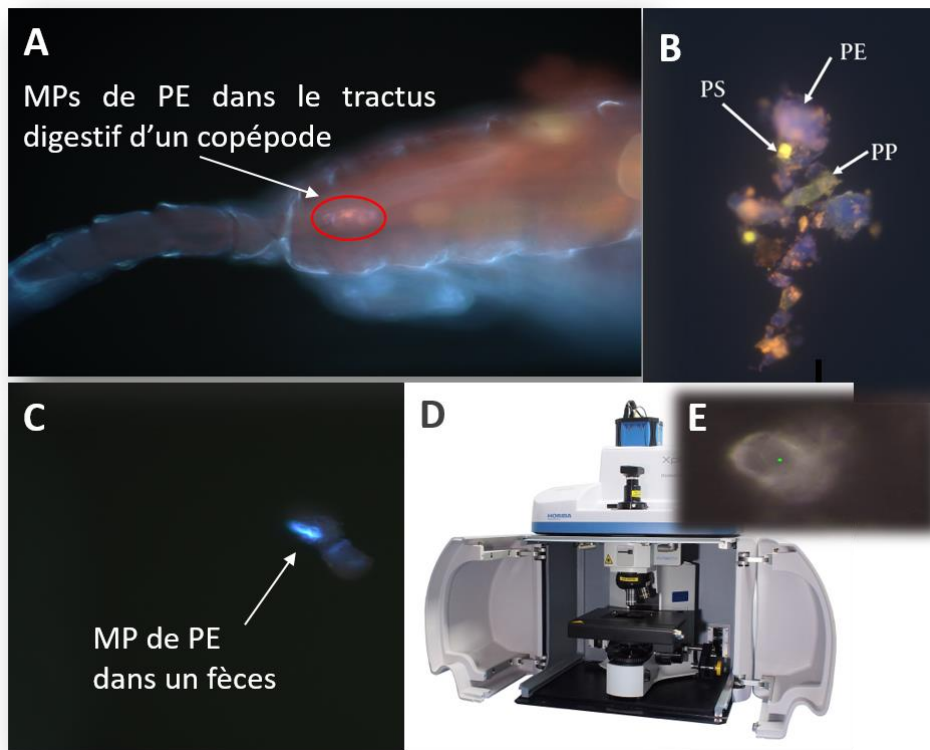 A
MPs de PE dans le tractus
digestif d’un copépode
B
PE
PS
PP
C
MP de PE
dans un fèces
D
HORIBA
E